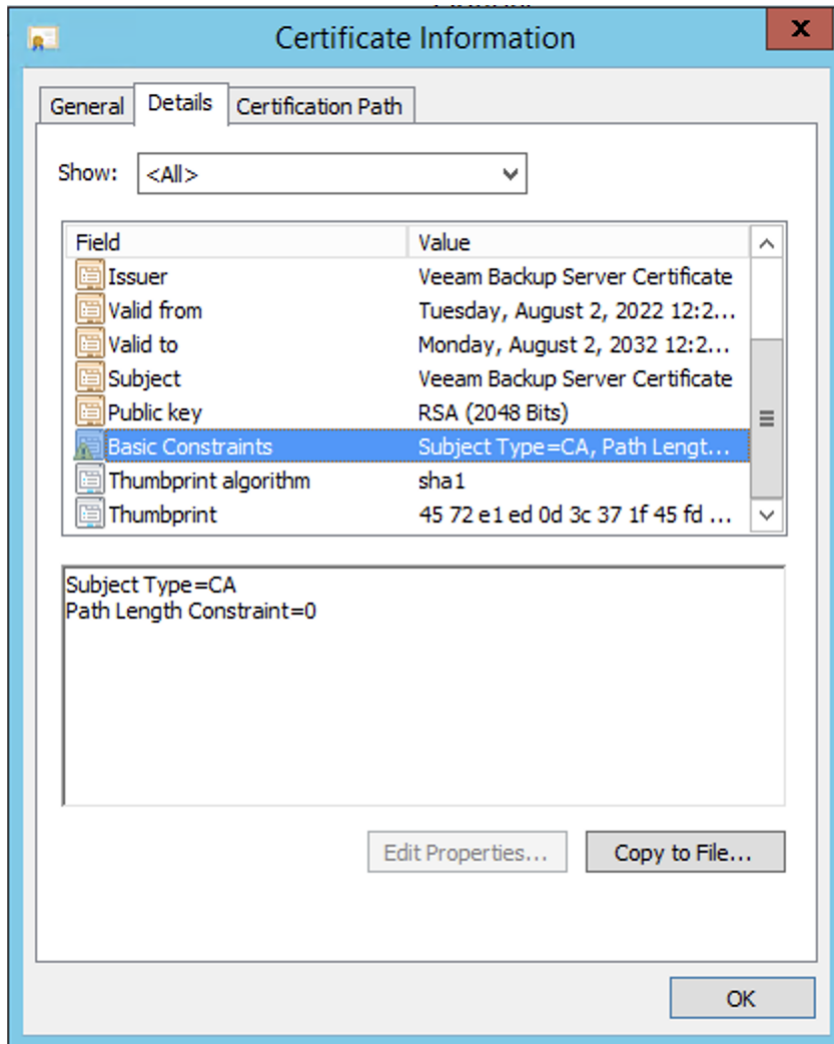 Certificate Information
x
General Details Certification Path
Show: <All>
Field Value
Issuer Veeam Backup Server Certificate
Valid from Tuesday, August 2, 2022 12:2...
Valid to Monday, August 2, 2032 12:2...
Subject Veeam Backup Server Certificate
Public key RSA (2048 Bits)
Basic Constraints Subject Type=CA, Path Lengt...
Thumbprint algorithm sha1
Thumbprint 45 72 e1 ed 0d 3c 37 1f 45 fd ...
Subject Type=CA
Path Length Constraint=0
Edit Properties... Copy to File...
OK